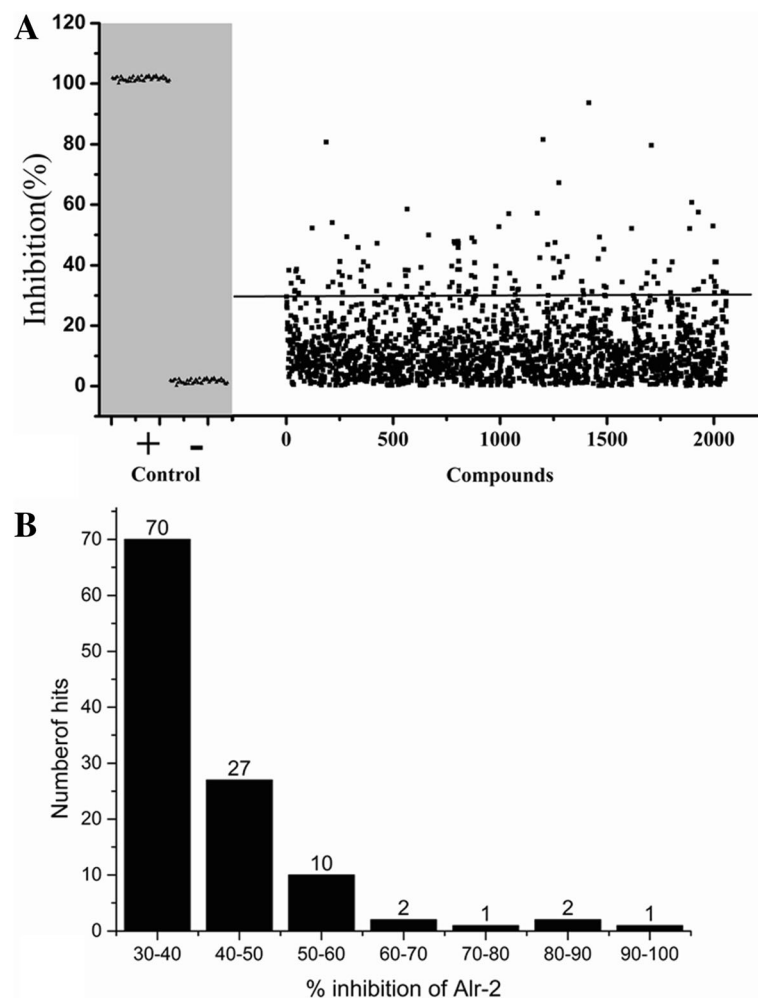 A
120
100
80
60
40
20
0
Inhibition(%)
+ -
Control
0 500 1000 1500 2000
Compounds
B
70
60
50
40
30
20
10
0
Numberof hits
70
27
10
2
1
2
1
30-40 40-50 50-60 60-70 70-80 80-90 90-100
% inhibition of Alr-2